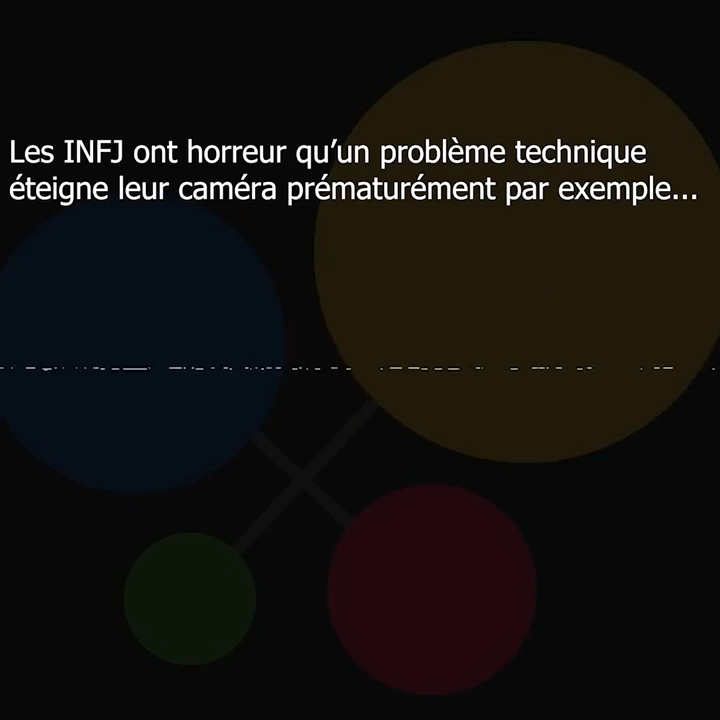 Les INFJ ont horreur qu’un problème technique
éteigne leur caméra prématurément par exemple...